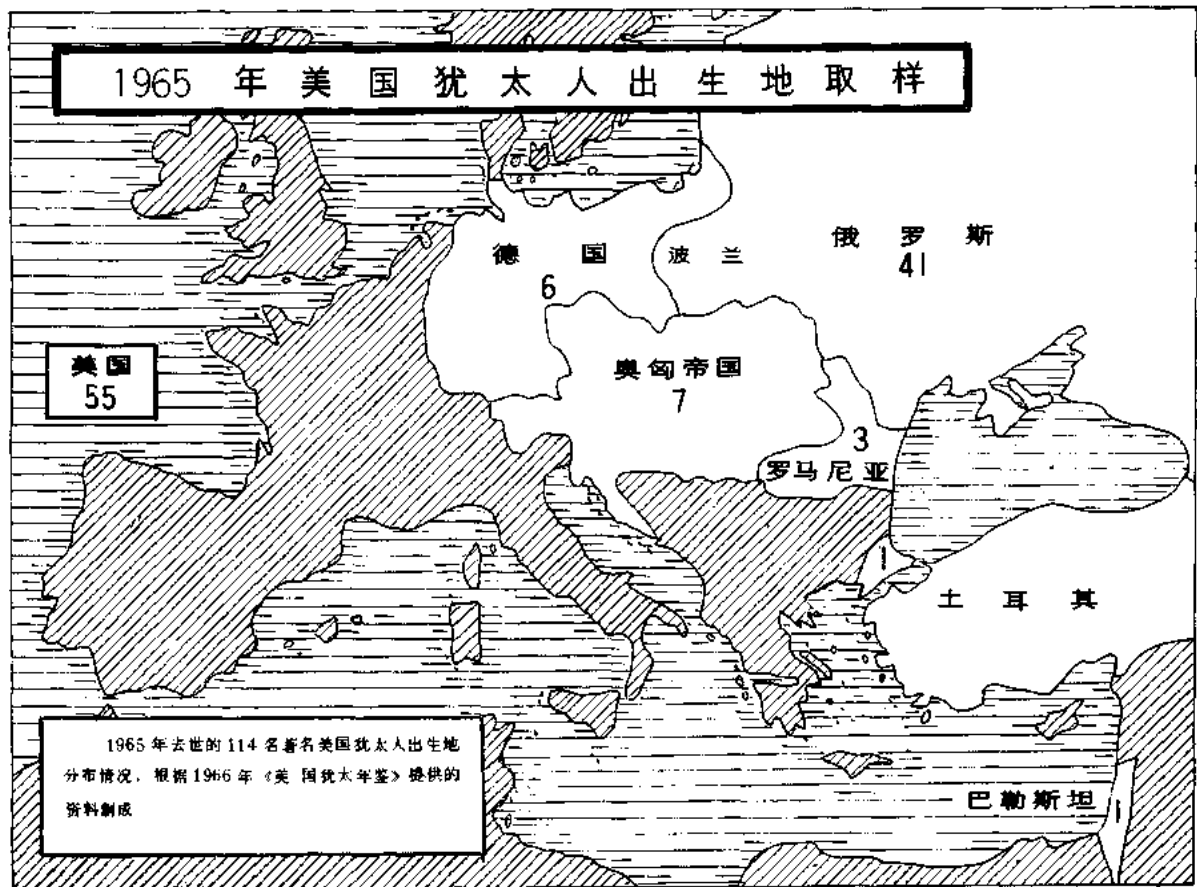 1965 年美国犹太人出生地取样
德国 波兰 俄罗斯
6 41
美国
55
奥匈帝国
7
3
罗马尼亚
1
土耳其
1965 年去世的 114 名著名美国犹太人出生地
分布情况. 根据 1966 年《美国犹太年鉴》提供的
资料制成
巴勒斯坦
1